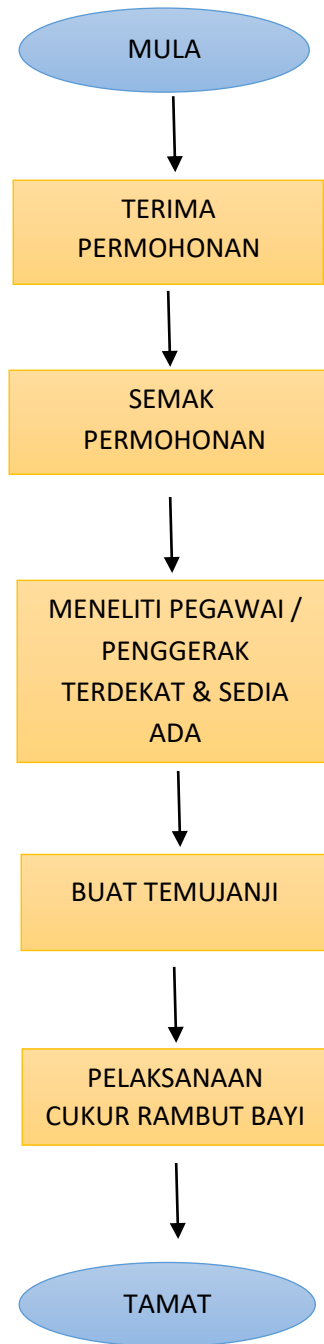 MULA
TERIMA
PERMOHONAN
SEMAK
PERMOHONAN
MENELITI PEGAWAI /
PENGGERAK
TERDEKAT & SEDIA
ADA
BUAT TEMUJANJI
PELAKSANAAN
CUKUR RAMBUT BAYI
TAMAT